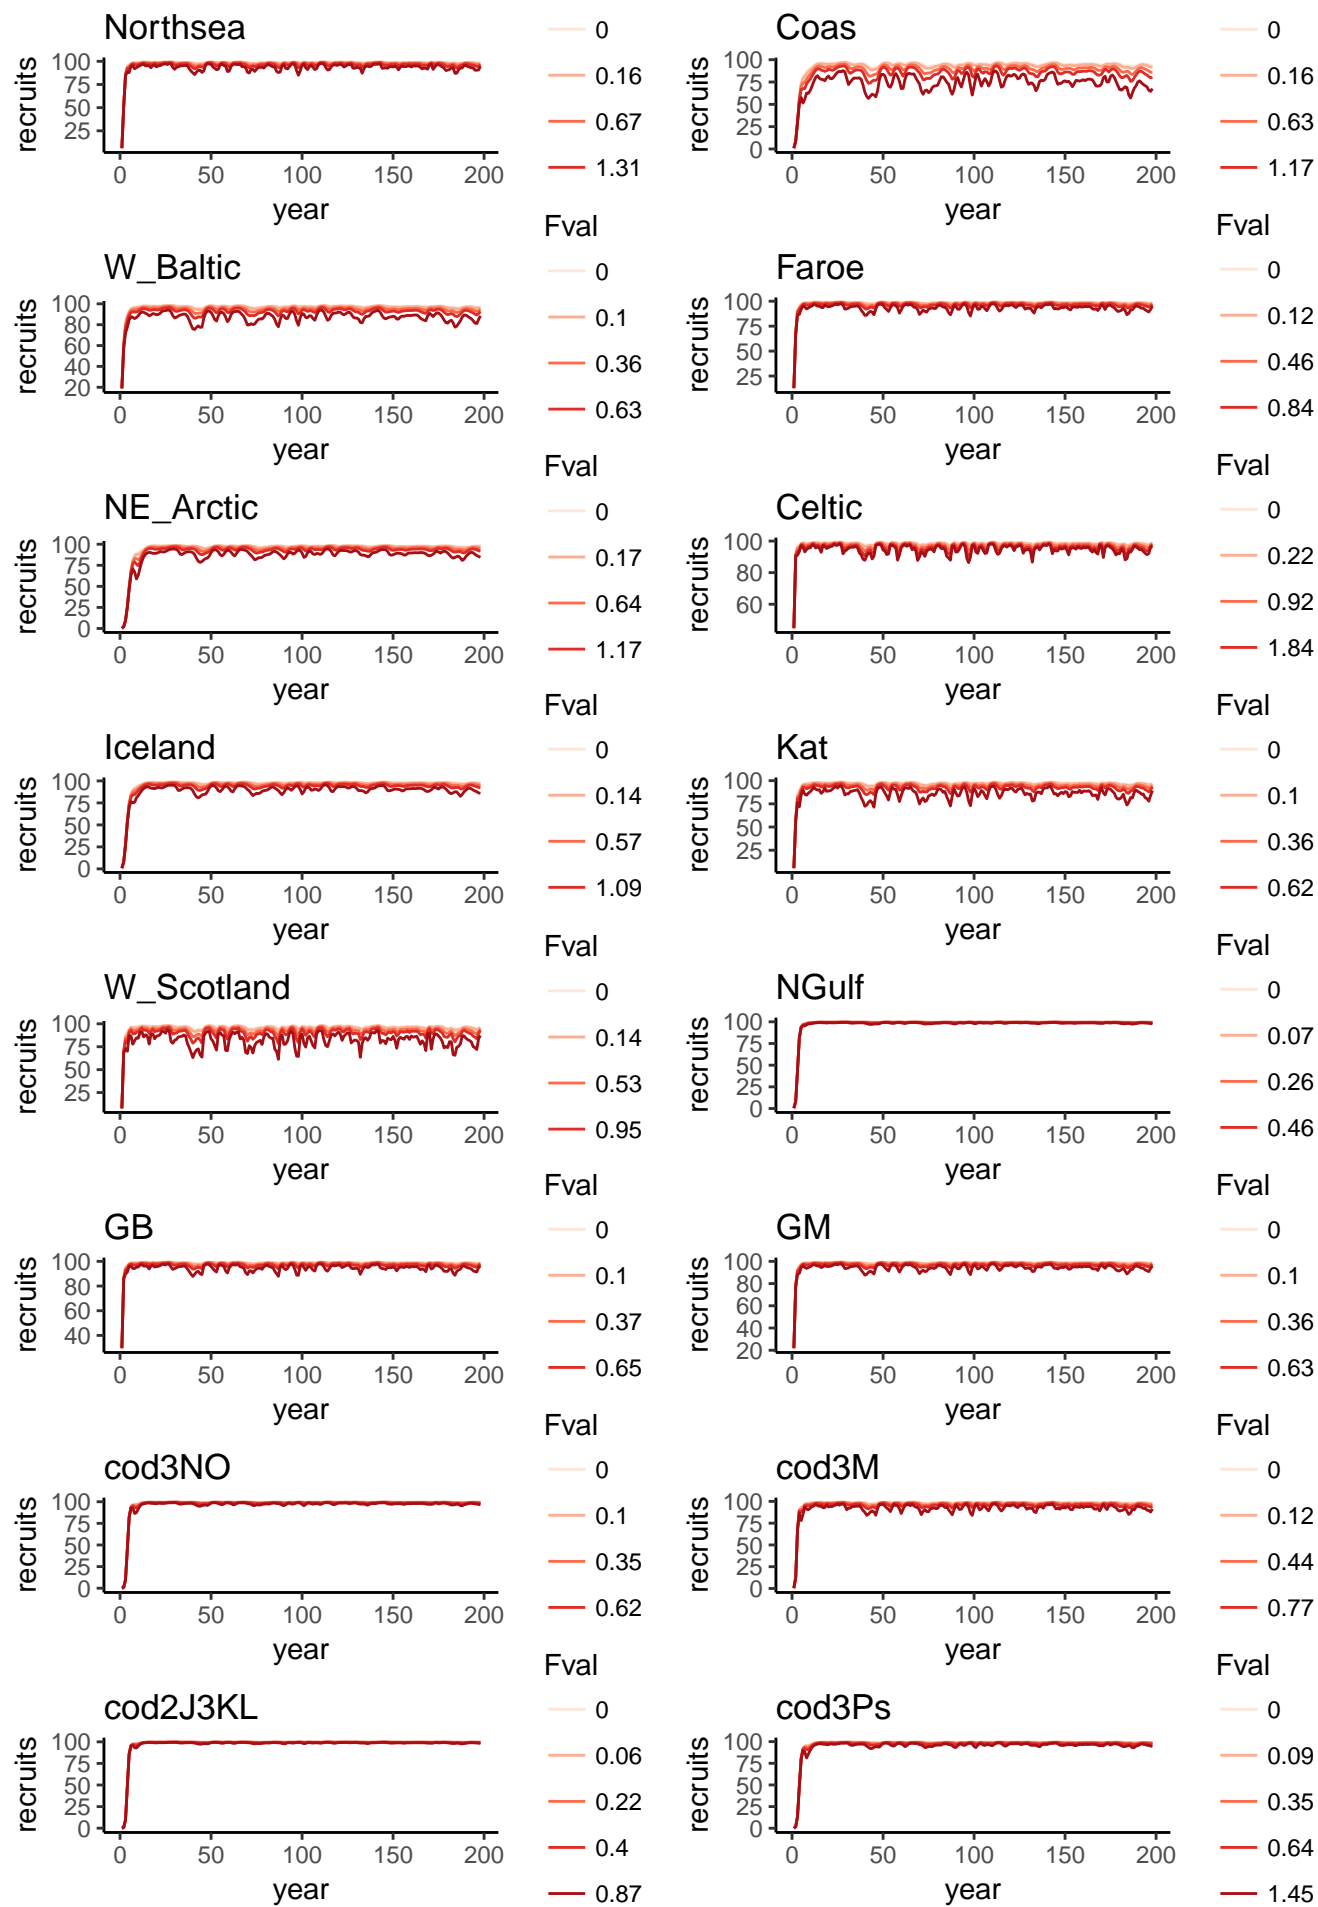 Northsea
recruits
100
75
50
25
0 50 100 150 200
year
0
0.16
0.67
1.31
Coas
recruits
100
75
50
25
0
0 50 100 150 200
year
0
0.16
0.63
1.17
W_Baltic
recruits
100
80
60
40
20
0 50 100 150 200
year
Fval
0
0.1
0.36
0.63
Faroe
recruits
100
75
50
25
0 50 100 150 200
year
Fval
0
0.12
0.46
0.84
NE_Arctic
recruits
100
75
50
25
0
0 50 100 150 200
year
Fval
0
0.17
0.64
1.17
Celtic
recruits
100
80
60
0 50 100 150 200
year
Fval
0
0.22
0.92
1.84
Iceland
recruits
100
75
50
25
0
0 50 100 150 200
year
Fval
0
0.14
0.57
1.09
Kat
recruits
100
75
50
25
0 50 100 150 200
year
Fval
0
0.1
0.36
0.62
W_Scotland
recruits
100
75
50
25
0 50 100 150 200
year
Fval
0
0.14
0.53
0.95
NGulf
recruits
100
75
50
25
0
0 50 100 150 200
year
Fval
0
0.07
0.26
0.46
GB
recruits
100
80
60
40
0 50 100 150 200
year
Fval
0
0.1
0.37
0.65
GM
recruits
100
80
60
40
20
0 50 100 150 200
year
Fval
0
0.1
0.36
0.63
cod3NO
recruits
100
75
50
25
0
0 50 100 150 200
year
Fval
0
0.1
0.35
0.62
cod3M
recruits
100
75
50
25
0
0 50 100 150 200
year
Fval
0
0.12
0.44
0.77
cod2J3KL
recruits
100
75
50
25
0
0 50 100 150 200
year
Fval
0
0.06
0.22
0.4
0.87
cod3Ps
recruits
100
75
50
25
0
0 50 100 150 200
year
Fval
0
0.09
0.35
0.64
1.45